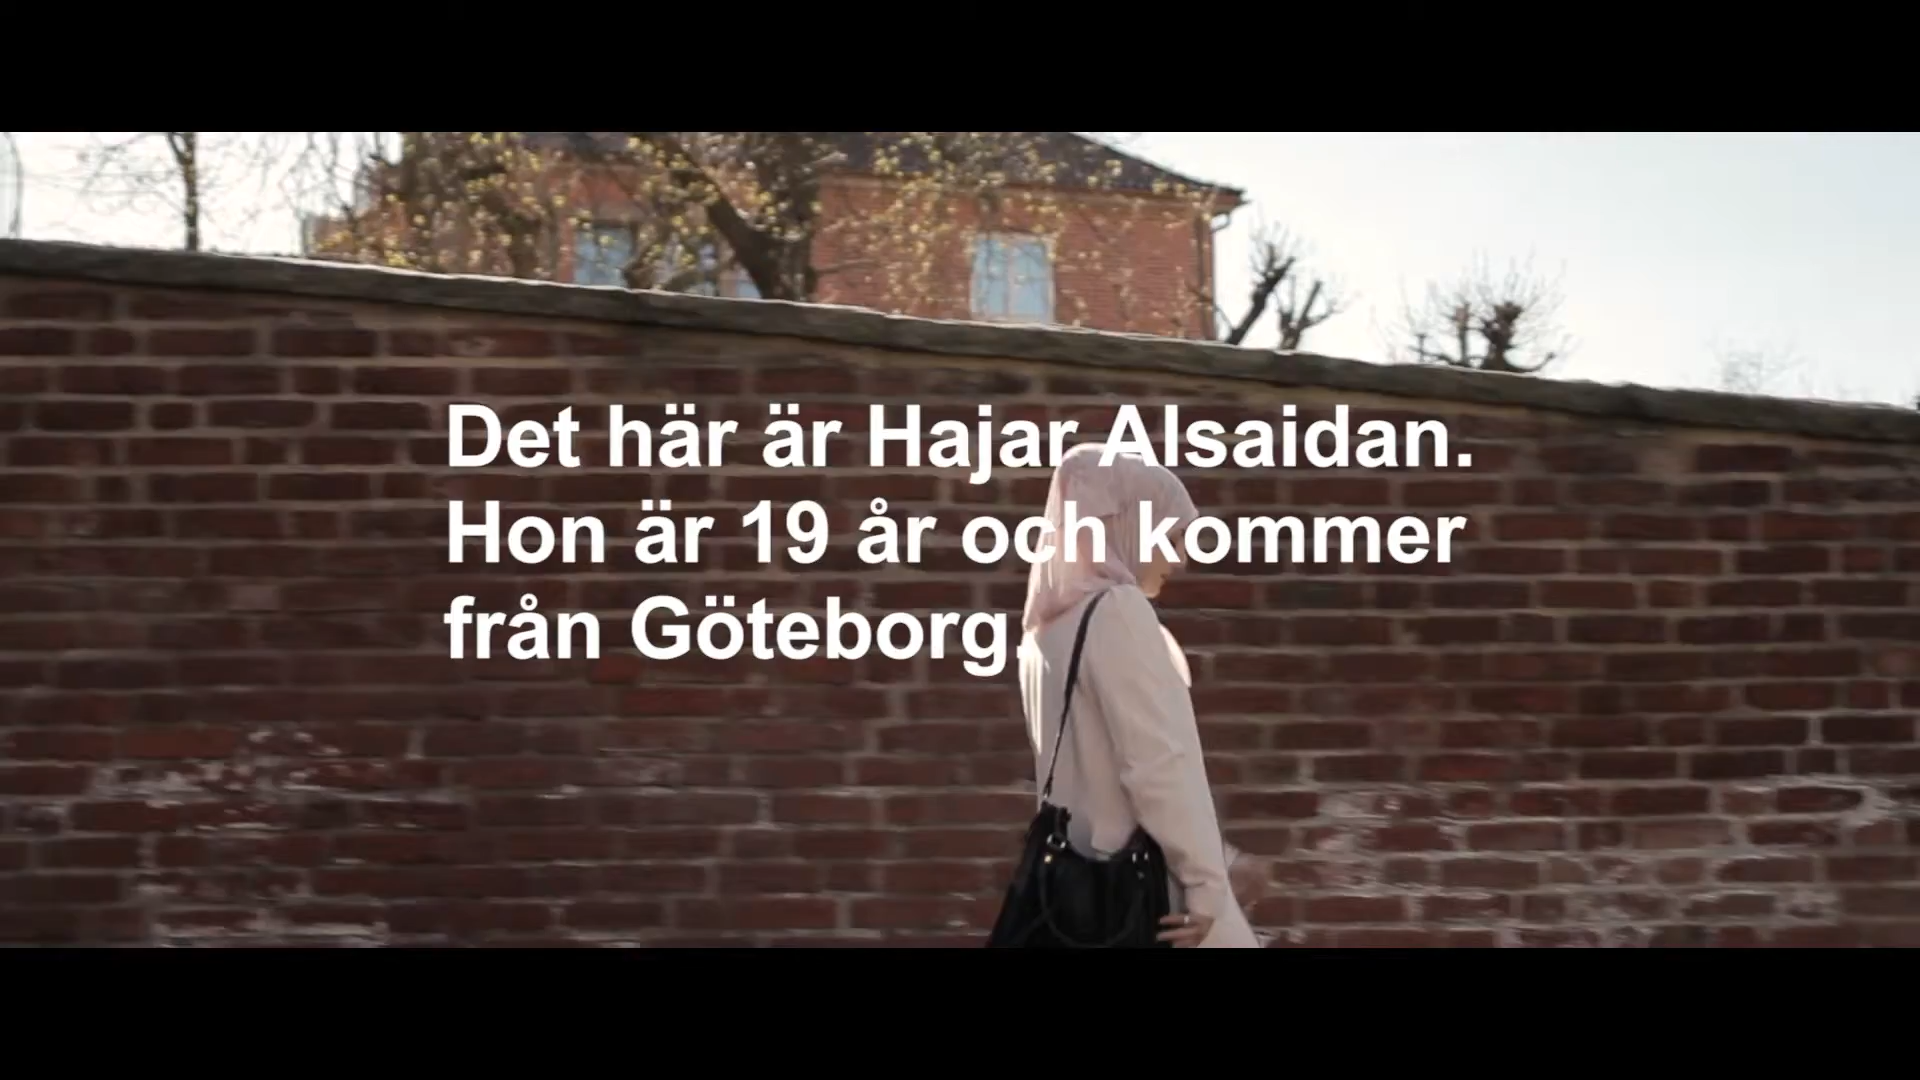 Det här är Hajar Alsaidan.
Hon är 19 år och kommer
från Göteborg.